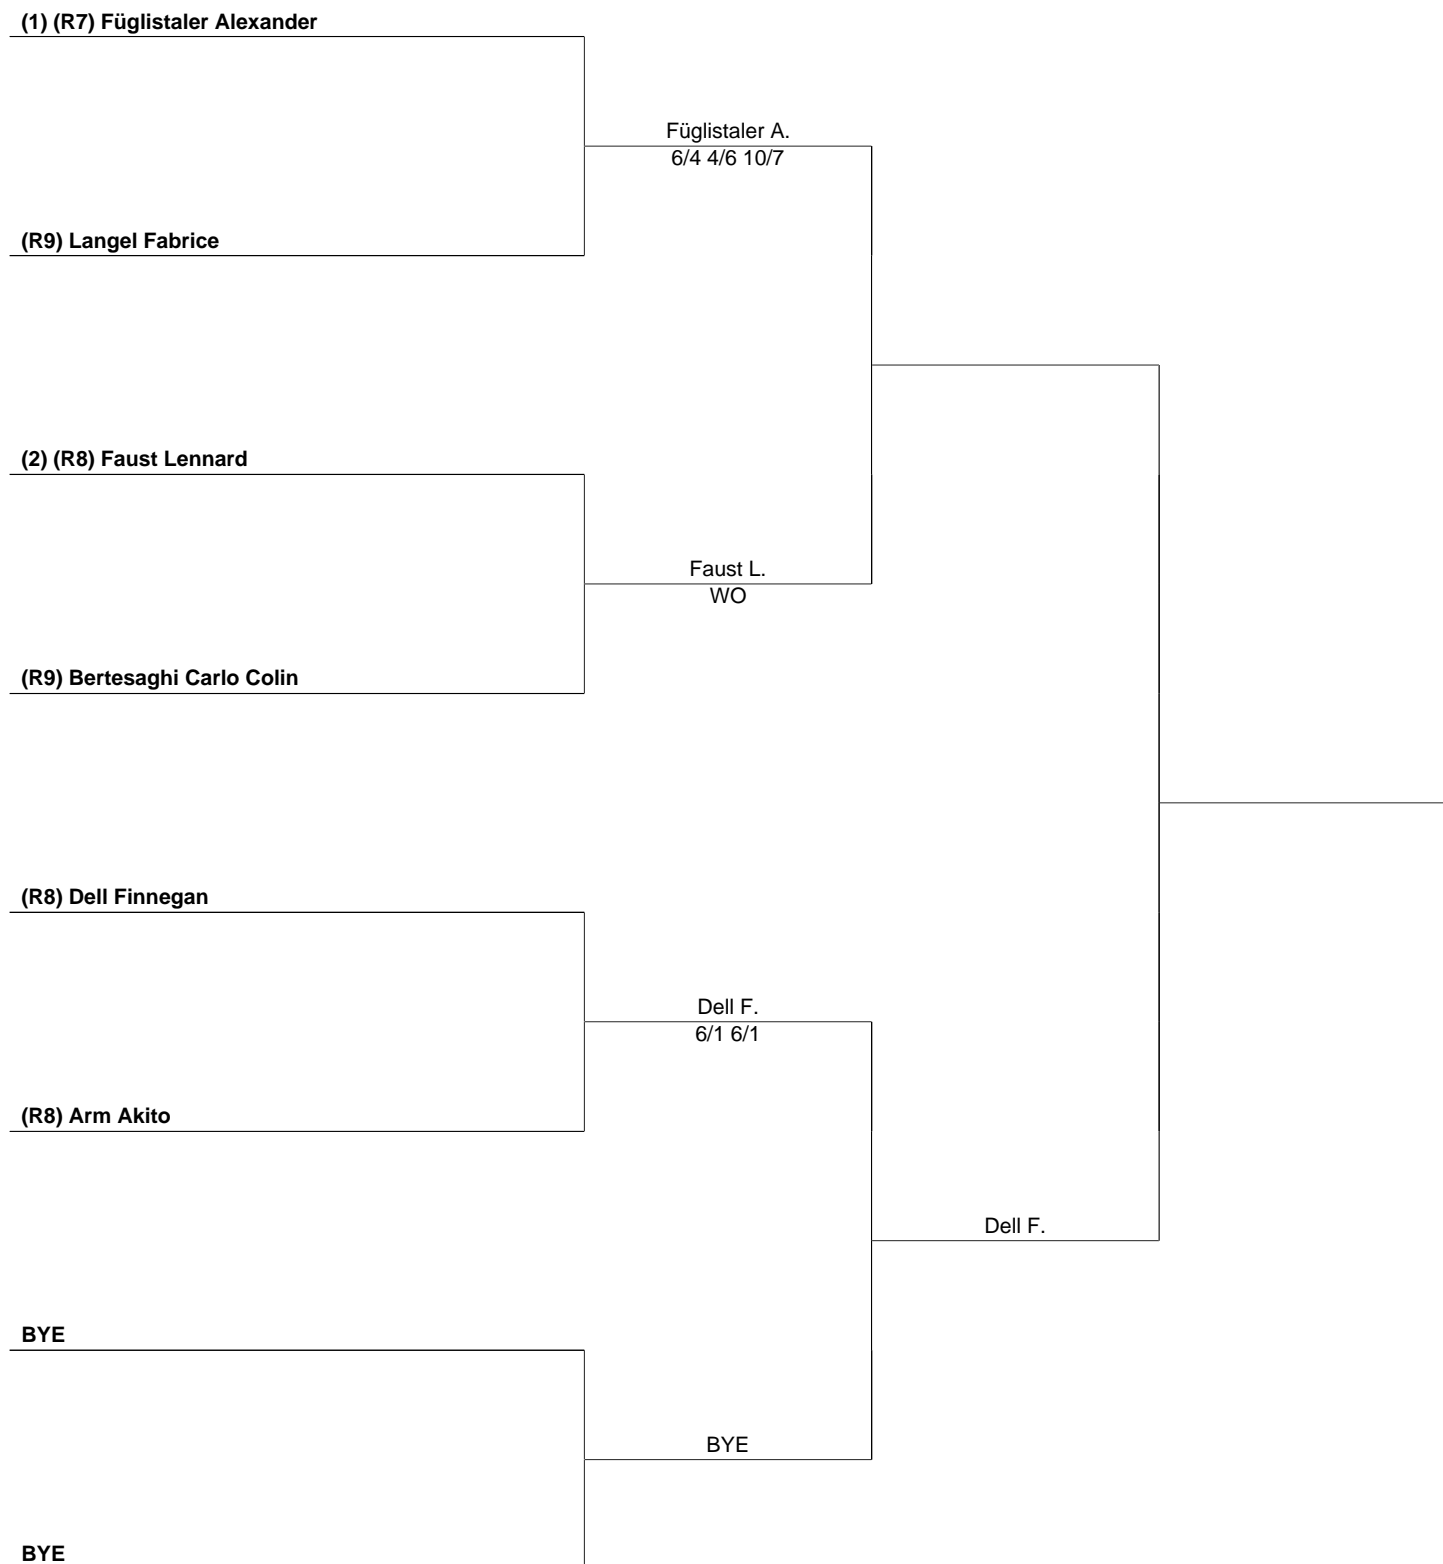 (1) (R7) Füglistaler Alexander
Füglistaler A.
6/4 4/6 10/7
(R9) Langel Fabrice
(2) (R8) Faust Lennard
Faust L.
WO
(R9) Bertesaghi Carlo Colin
(R8) Dell Finnegan
Dell F.
6/1 6/1
(R8) Arm Akito
Dell F.
BYE
BYE
BYE